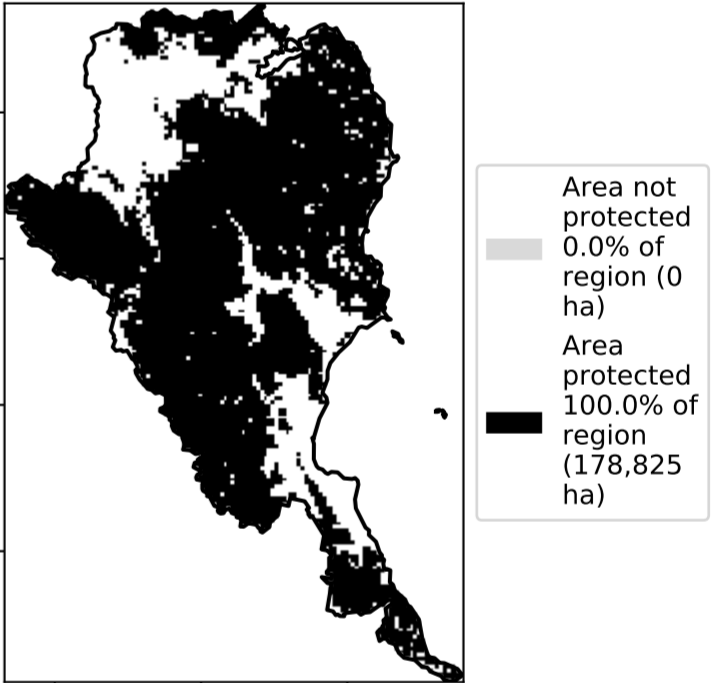 Area not
protected
0.0% of
region (0
ha)
Area
protected
100.0% of
region
(178,825
ha)